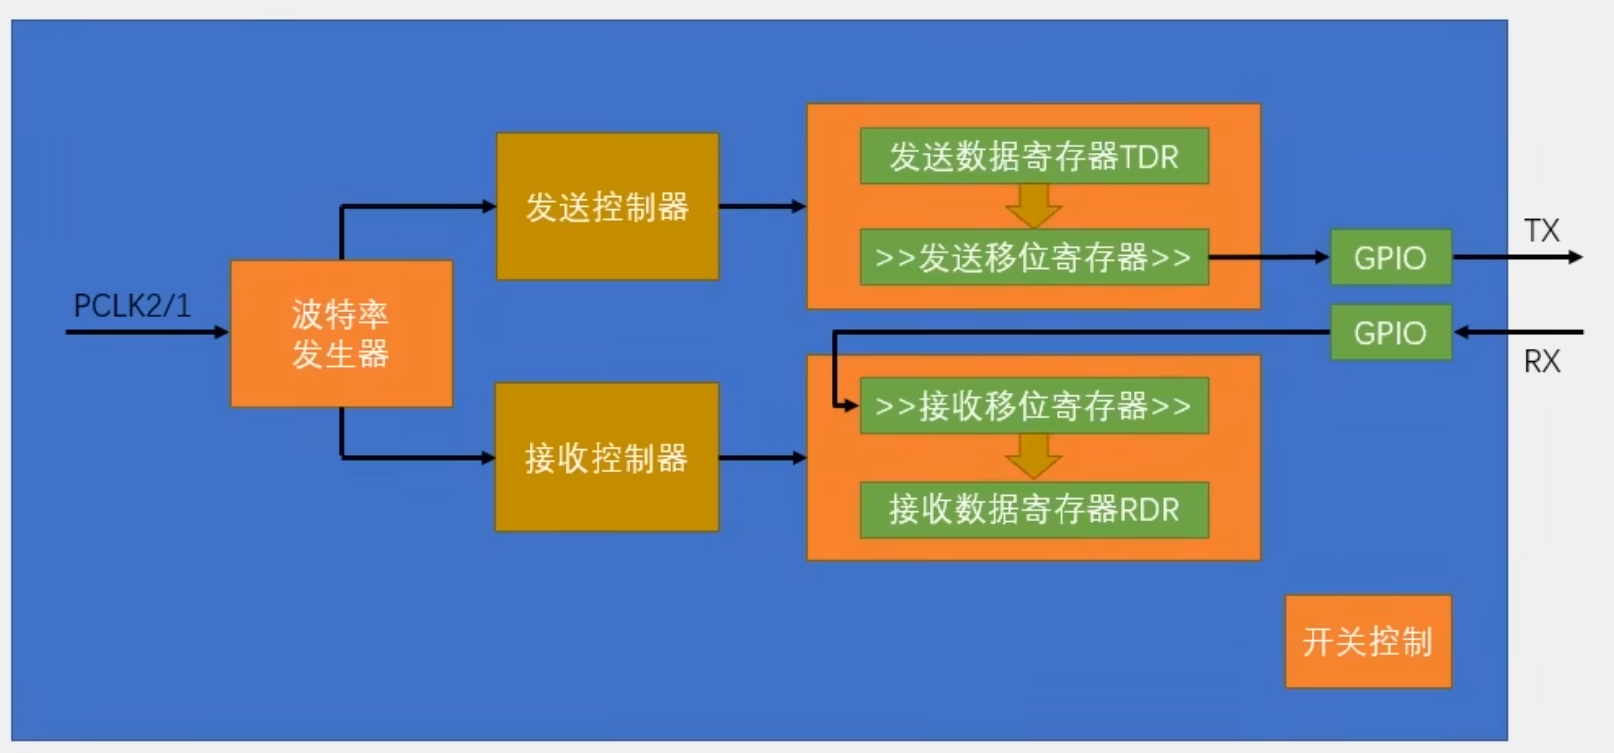 发送数据寄存器TDR
发送控制器
>>发送移位寄存器>>
GPIO
TX
PCLK2/1
波特率
发生器
GPIO
RX
接收控制器
>>接收移位寄存器>>
接收数据寄存器RDR
开关控制